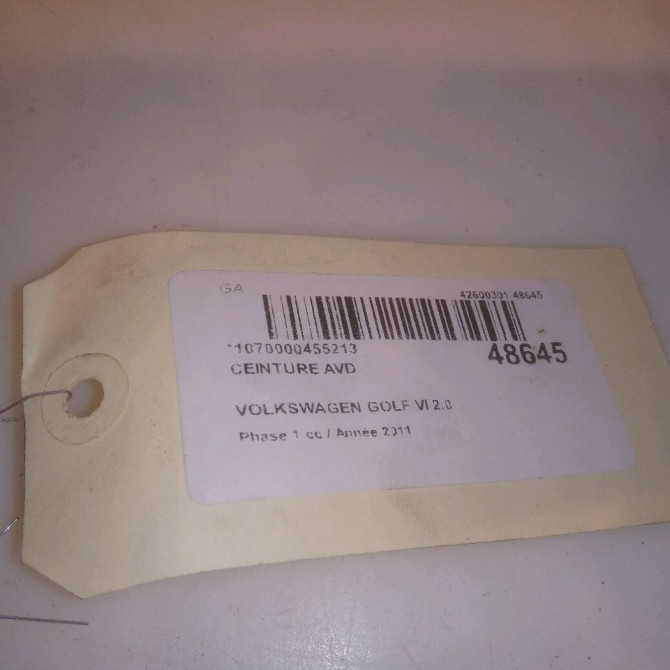 GA
42600301 48645
*1070000455213
48645
CEINTURE AVD
VOLKSWAGEN GOLF VI 2.0
Phase 1 cc / Année 2011